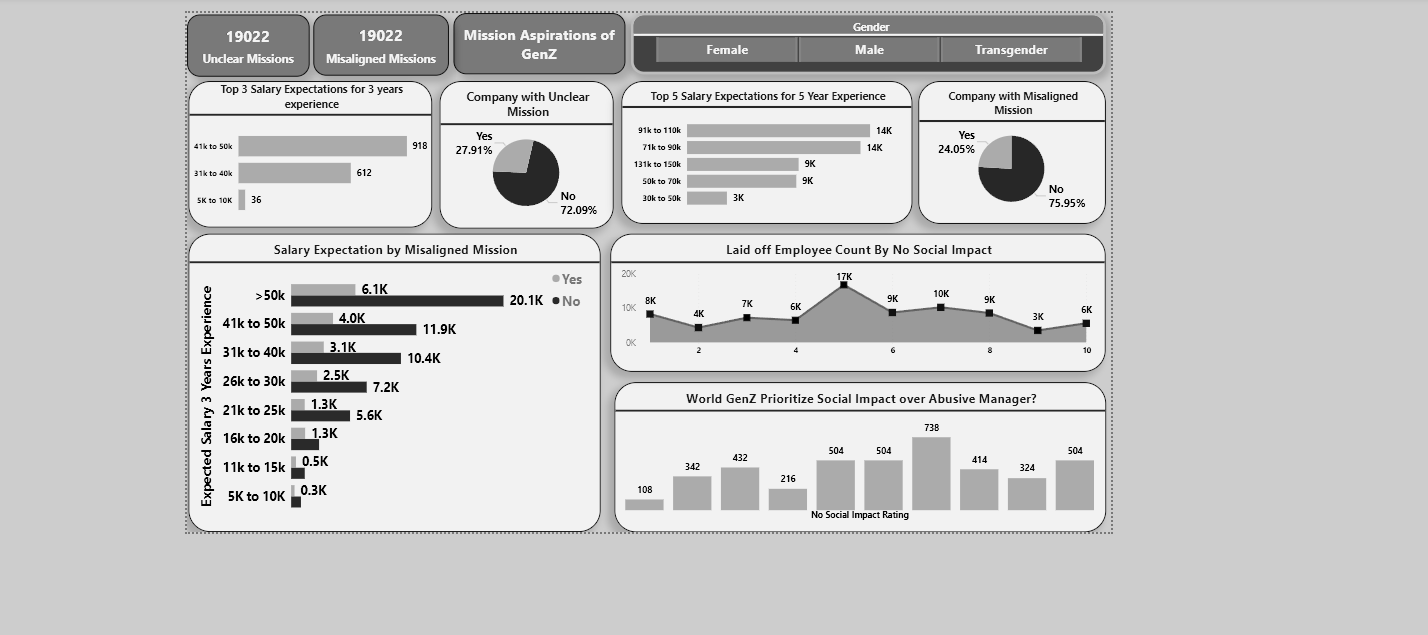 19022
Unclear Missions
19022
Misaligned Missions
Mission Aspirations of
GenZ
Gender
Female
Male
Transgender
Top 3 Salary Expectations for 3 years
experience
41k to 50k
918
31k to 40k
612
5K to 10K
36
Company with Unclear
Mission
Yes
27.91%
No
72.09%
Top 5 Salary Expectations for 5 Year Experience
91k to 110k
14K
71k to 90k
14K
131k to 150k
9K
50k to 70k
9K
30k to 50k
3K
Company with Misaligned
Mission
Yes
24.05%
No
75.95%
Salary Expectation by Misaligned Mission
Yes
No
Expected Salary 3 Years Experience
>50k
6.1K
20.1K
41k to 50k
4.0K
11.9K
31k to 40k
3.1K
10.4K
26k to 30k
2.5K
7.2K
21k to 25k
1.3K
5.6K
16k to 20k
1.3K
11k to 15k
0.5K
5K to 10K
0.3K
Laid off Employee Count By No Social Impact
20K
10K
0K
8K
4K
7K
6K
17K
9K
10K
9K
3K
6K
2
4
6
8
10
World GenZ Prioritize Social Impact over Abusive Manager?
108
342
432
216
504
504
738
414
324
504
No Social Impact Rating